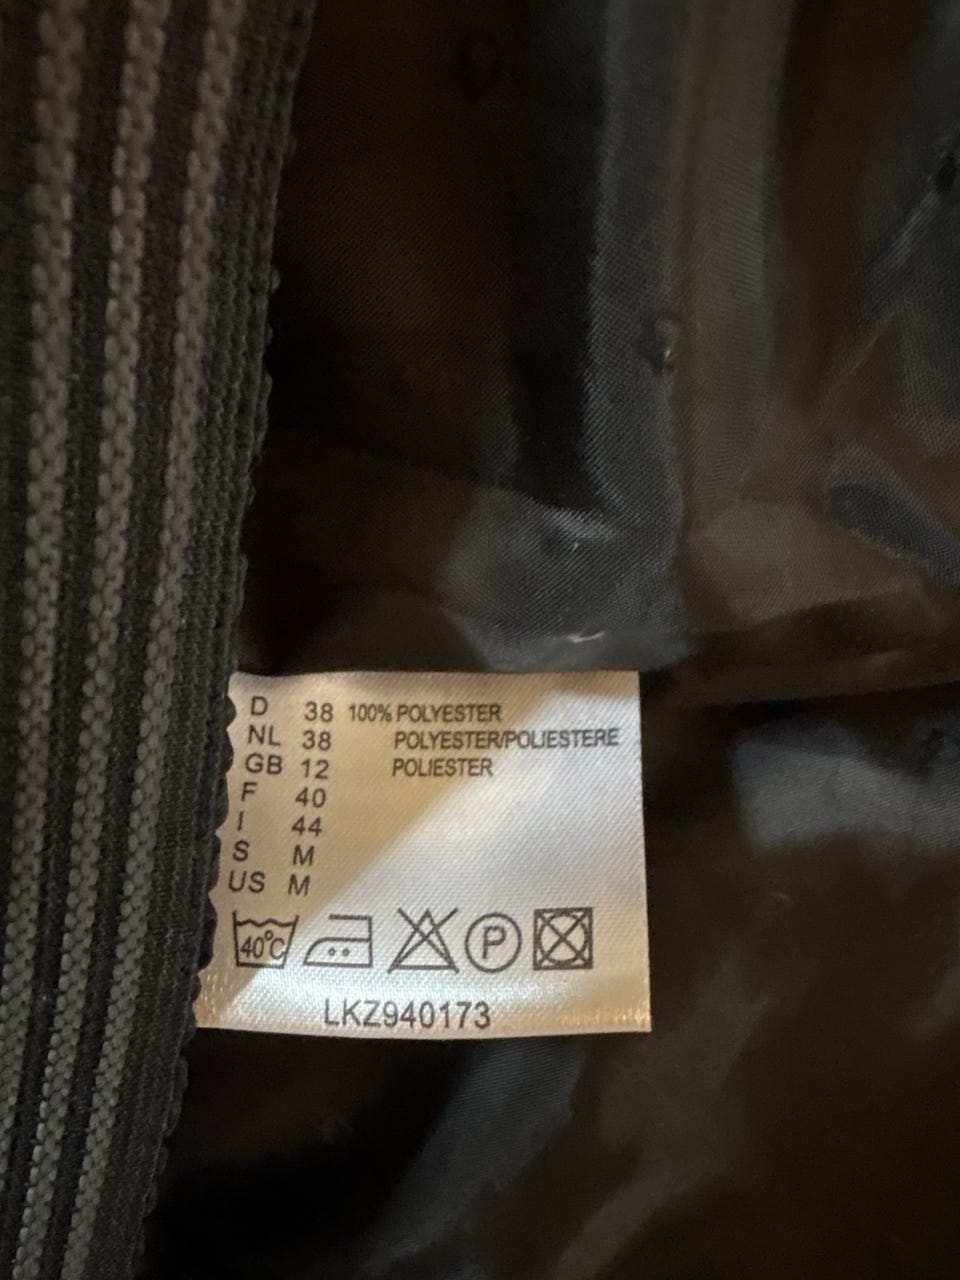 D 38 100% POLYESTER
NL 38 POLYESTER/POLIESTERE
GB 12 POLIESTER
F 40
I 44
S M
US M
40°C P
LKZ940173